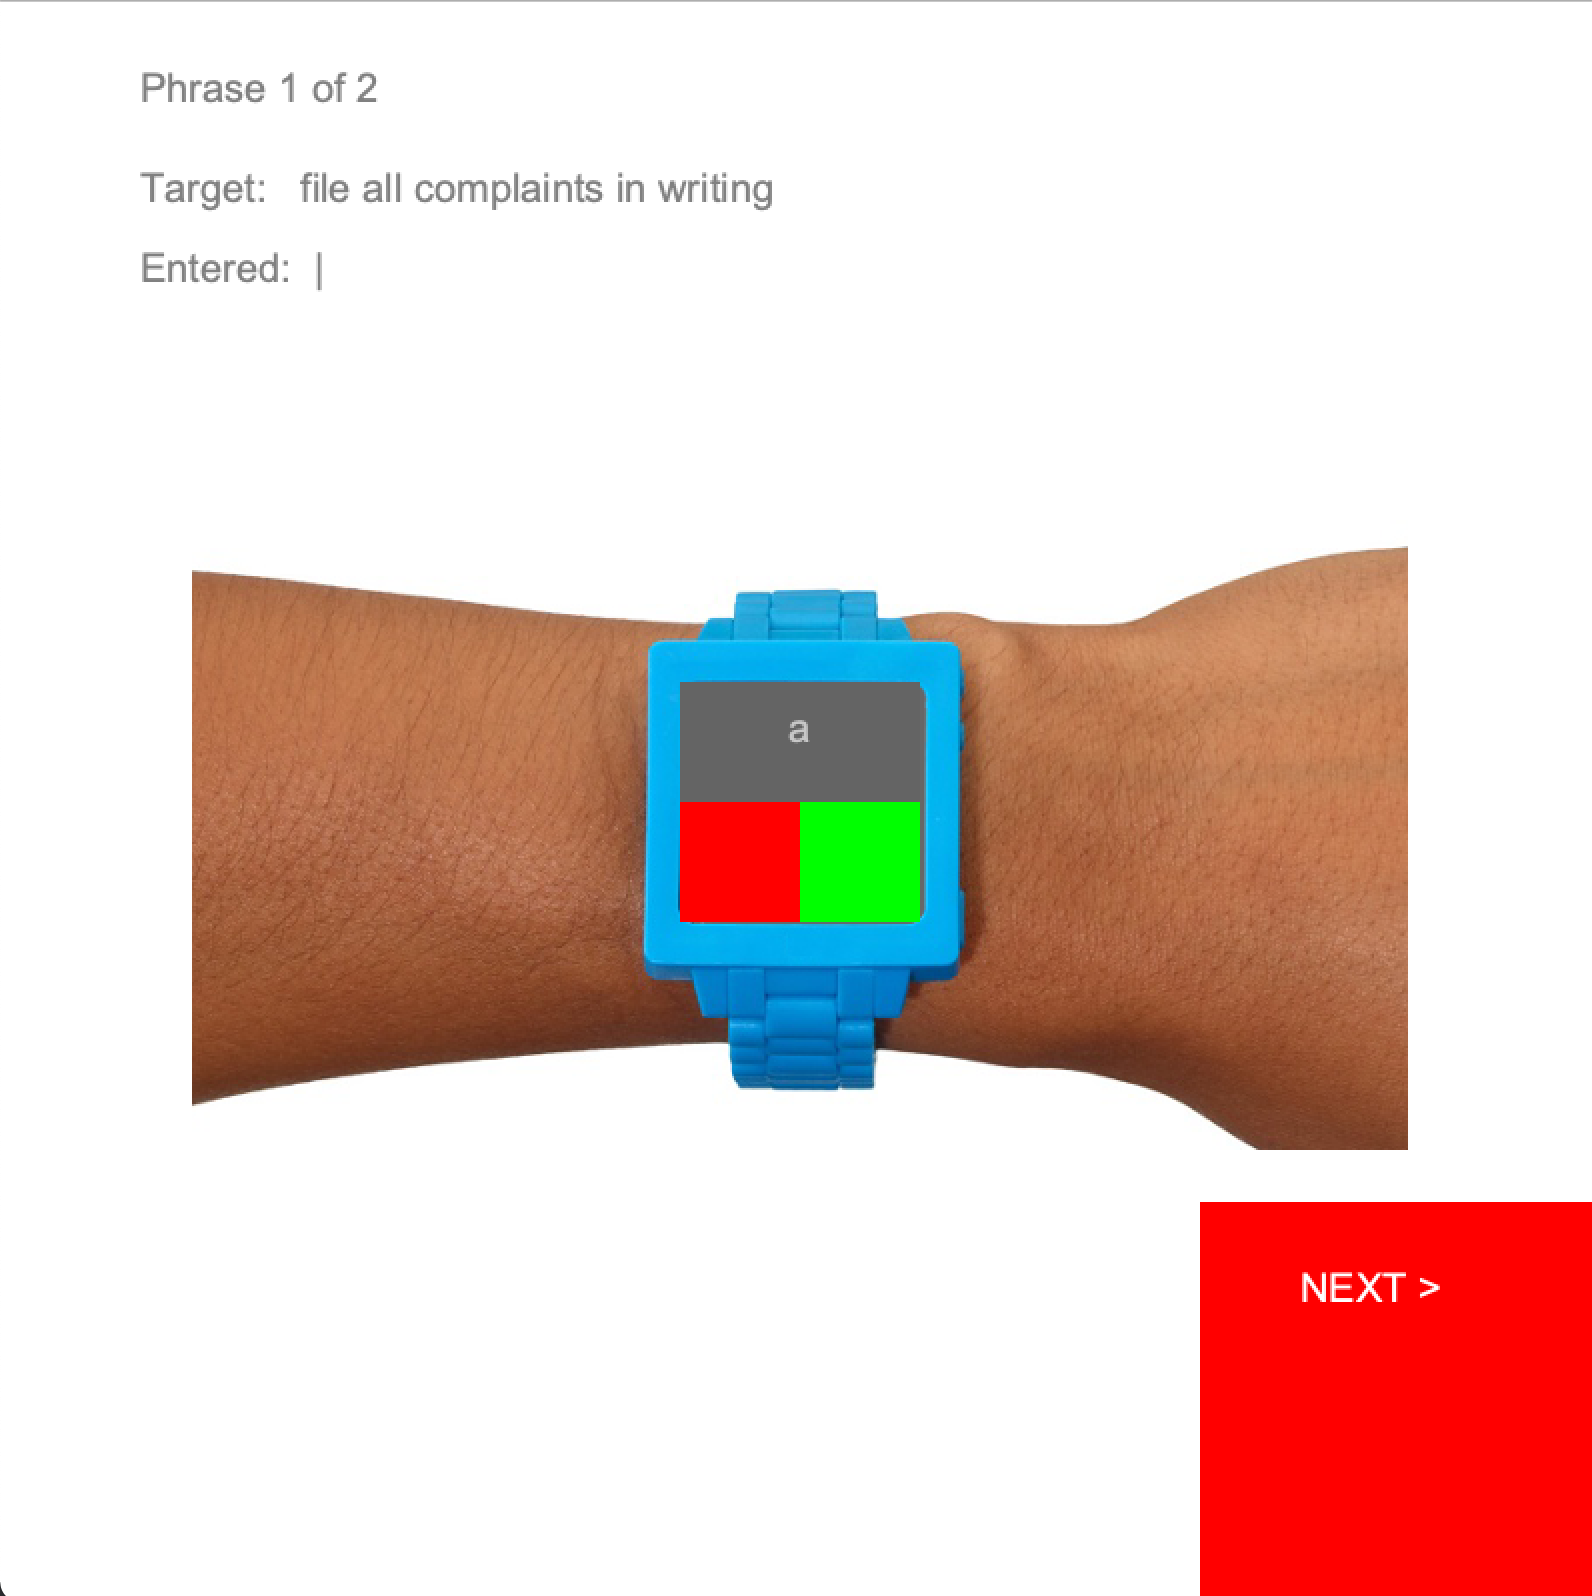 Phrase 1 of 2
Target: file all complaints in writing
Entered: |
a
NEXT >